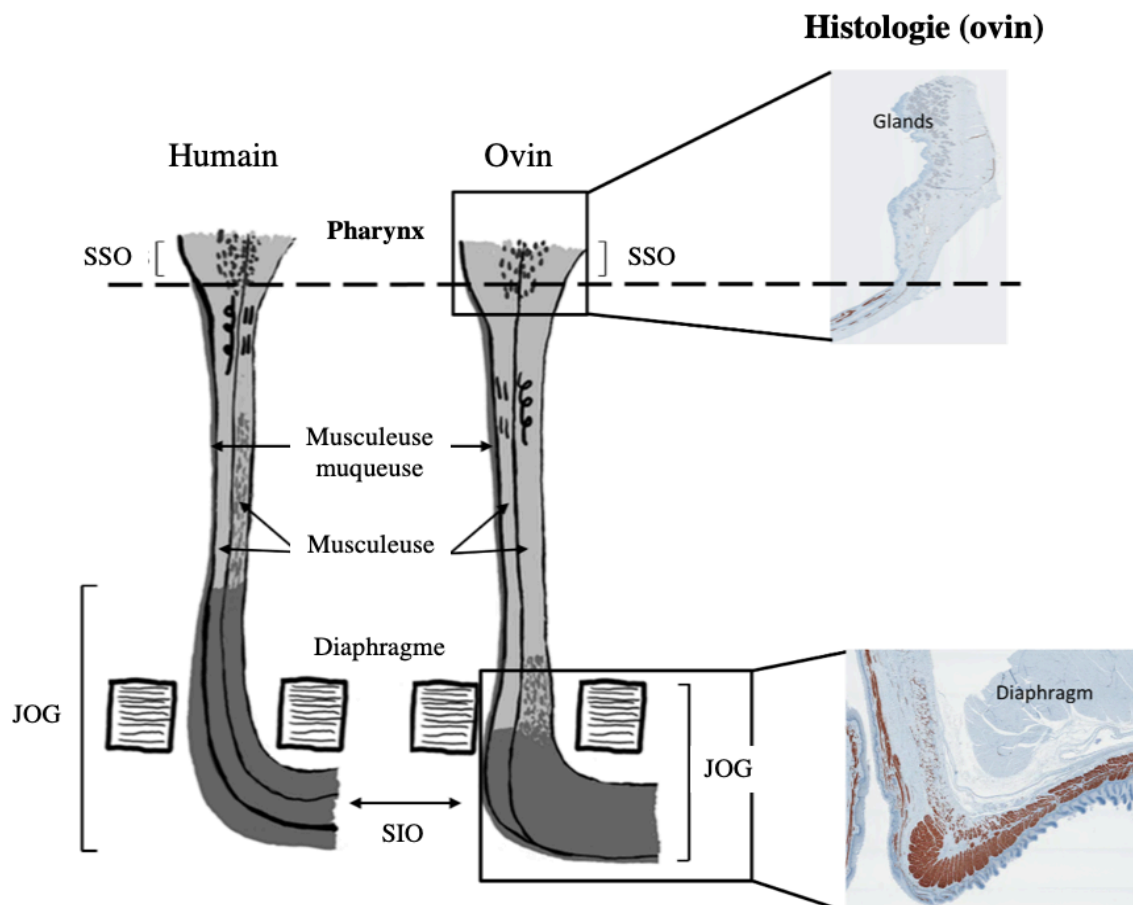 Histologie (ovin)
Glands
Humain
Ovin
Pharynx
SSO
SSO
Musculeuse
muqueuse
Musculeuse
Diaphragme
Diaphragm
JOG
JOG
SIO